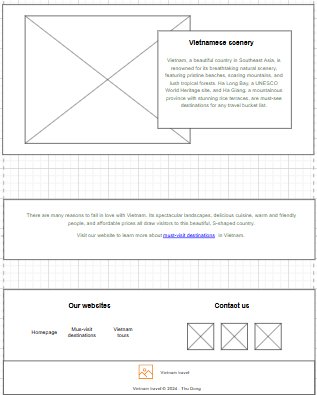 Vietnamese scenery
Vietnam, a beautiful country in Southeast Asia, is
renowned for its breathtaking natural scenery,
featuring pristine beaches, soaring mountains, and
lush tropical forests. Ha Long Bay, a UNESCO
World Heritage site, and Ha Giang, a mountainous
province with stunning rice terraces, are must-see
destinations for any travel bucket list.
There are many reasons to fall in love with Vietnam. Its spectacular landscapes, delicious cuisine, warm and friendly
people, and affordable prices all draw visitors to this beautiful, S-shaped country.
Visit our website to learn more about must-visit destinations in Vietnam.
Our websites
Contact us
Homepage
Must-visit
destinations
Vietnam
tours
Vietnam travel
Vietnam travel © 2024 - Thu Dung